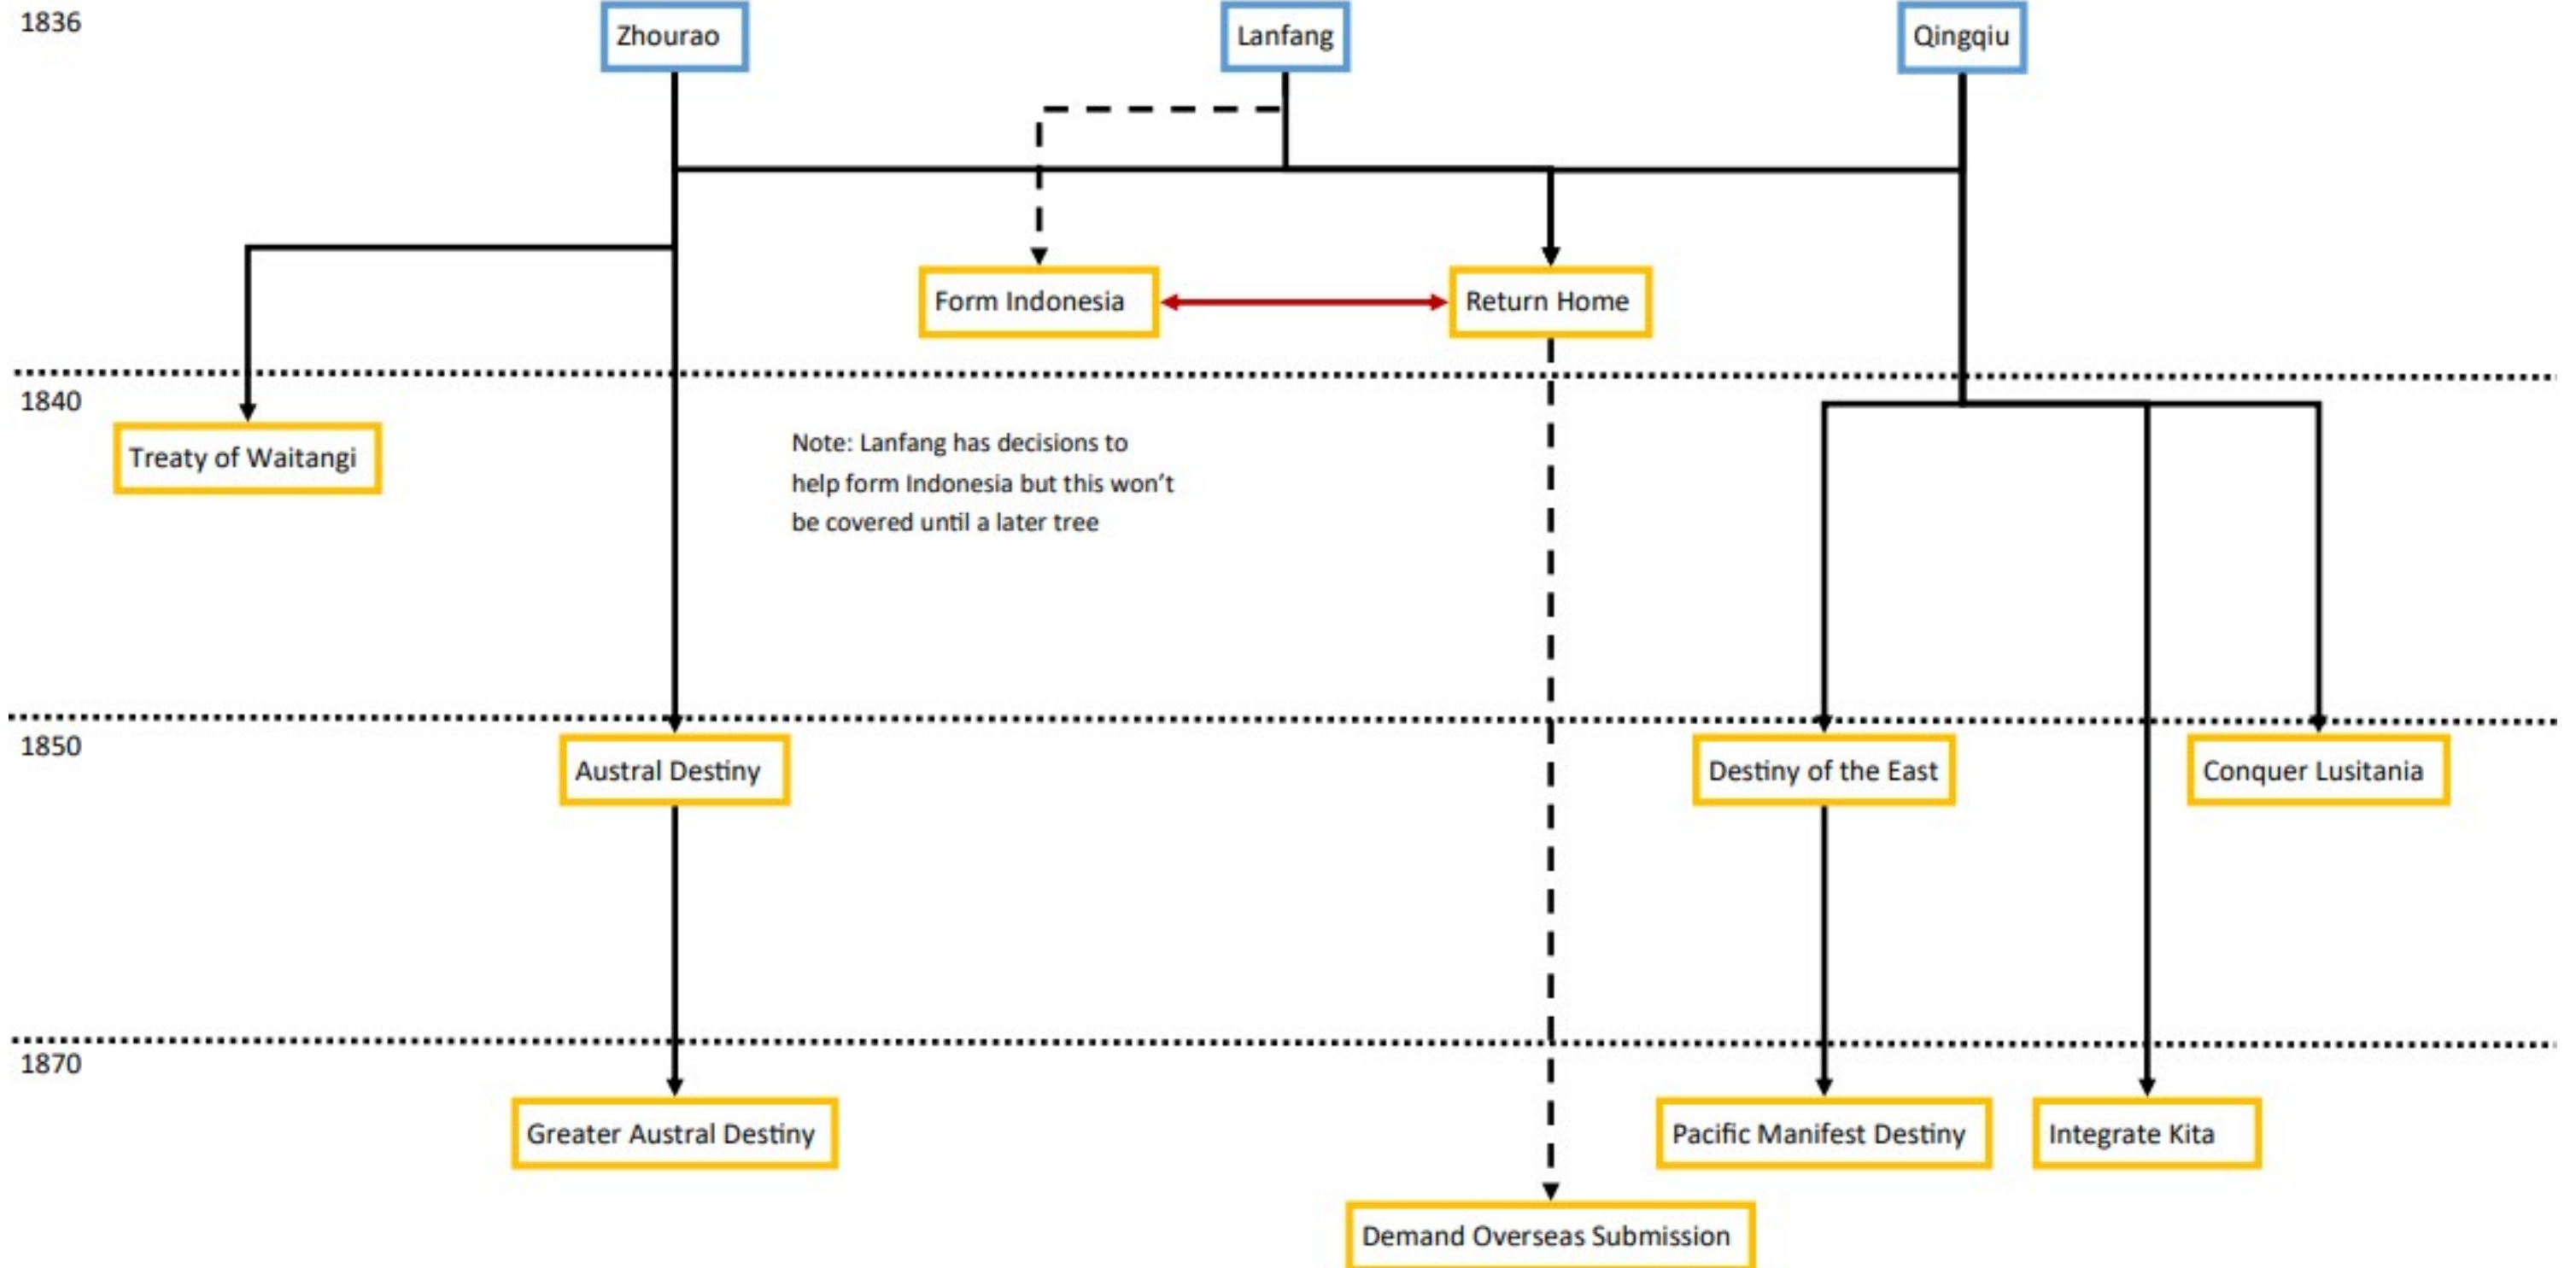 1836
Zhourao
Lanfang
Qingqiu
Form Indonesia
Return Home
1840
Treaty of Waitangi
Note: Lanfang has decisions to
help form Indonesia but this won't
be covered until a later tree
1850
Austral Destiny
Destiny of the East
Conquer Lusitania
1870
Greater Austral Destiny
Pacific Manifest Destiny
Integrate Kita
Demand Overseas Submission